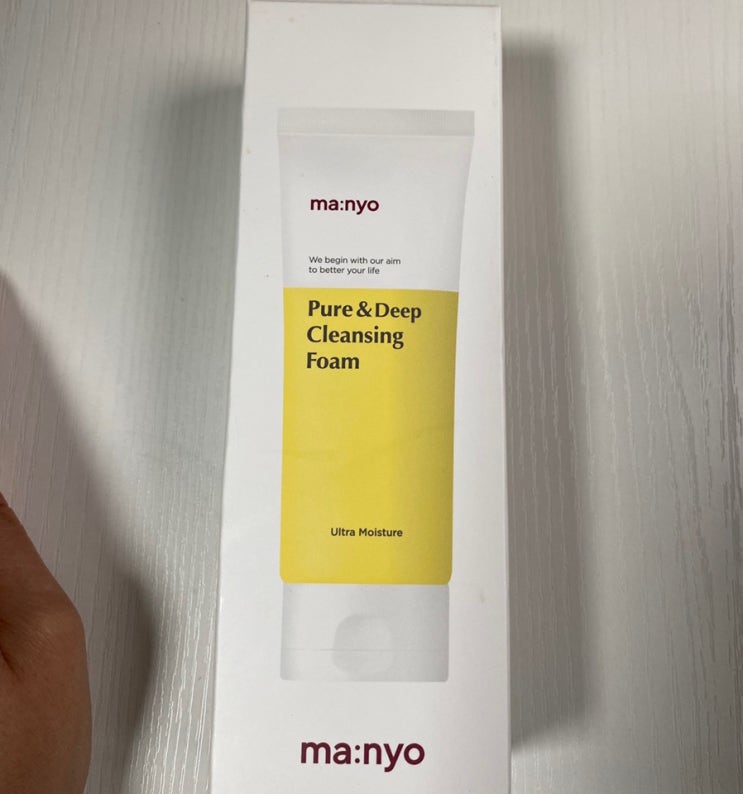 ma:nyo
We begin with our aim
to better your life
Pure & Deep
Cleansing
Foam
Ultra Moisture
ma:nyo